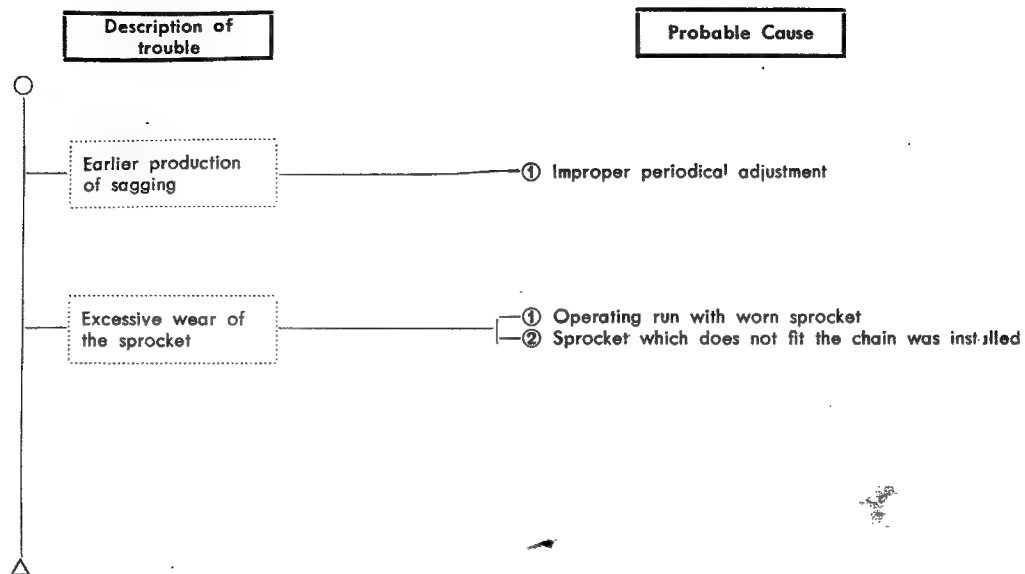 Description of
trouble
Probable Cause
Earlier production
of sagging
① Improper periodical adjustment
Excessive wear of
the sprocket
① Operating run with worn sprocket
② Sprocket which does not fit the chain was installed